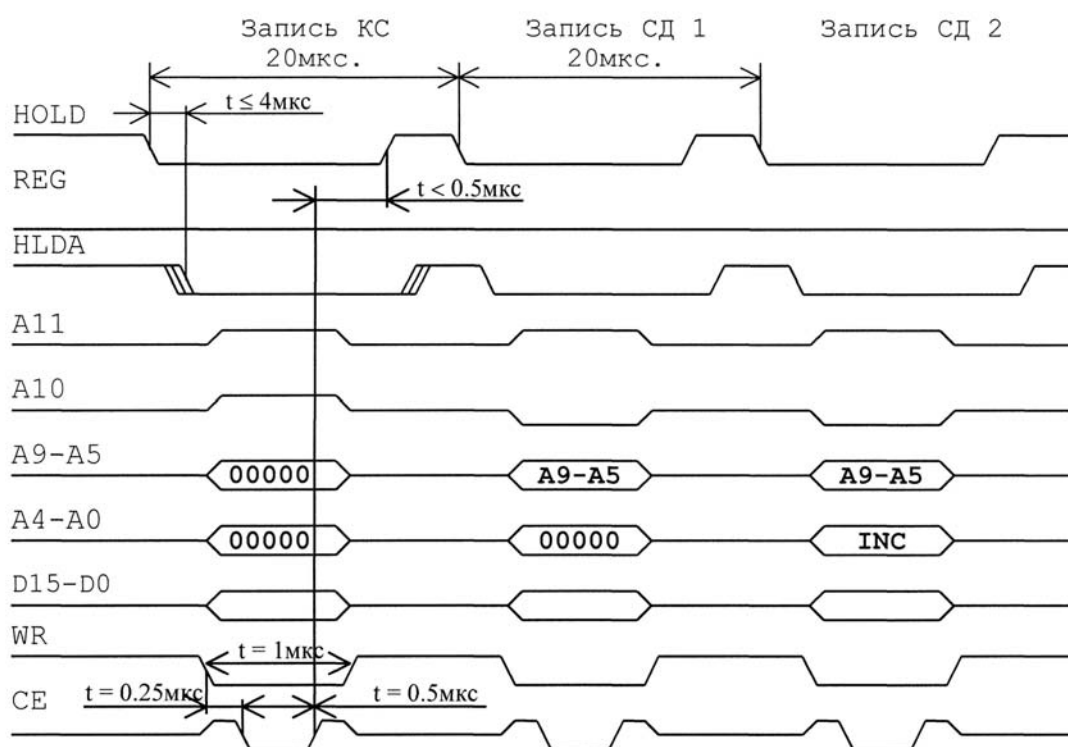 Запись КС Запись СД 1 Запись СД 2
20мкс. 20мкс.
t ≤ 4мкс
HOLD
REG
t < 0.5мкс
HLDA
A11
A10
A9-A5
00000 A9-A5 A9-A5
A4-A0
00000 00000 INC
D15-D0
WR
t = 1мкс
t = 0.25мкс t = 0.5мкс
CE